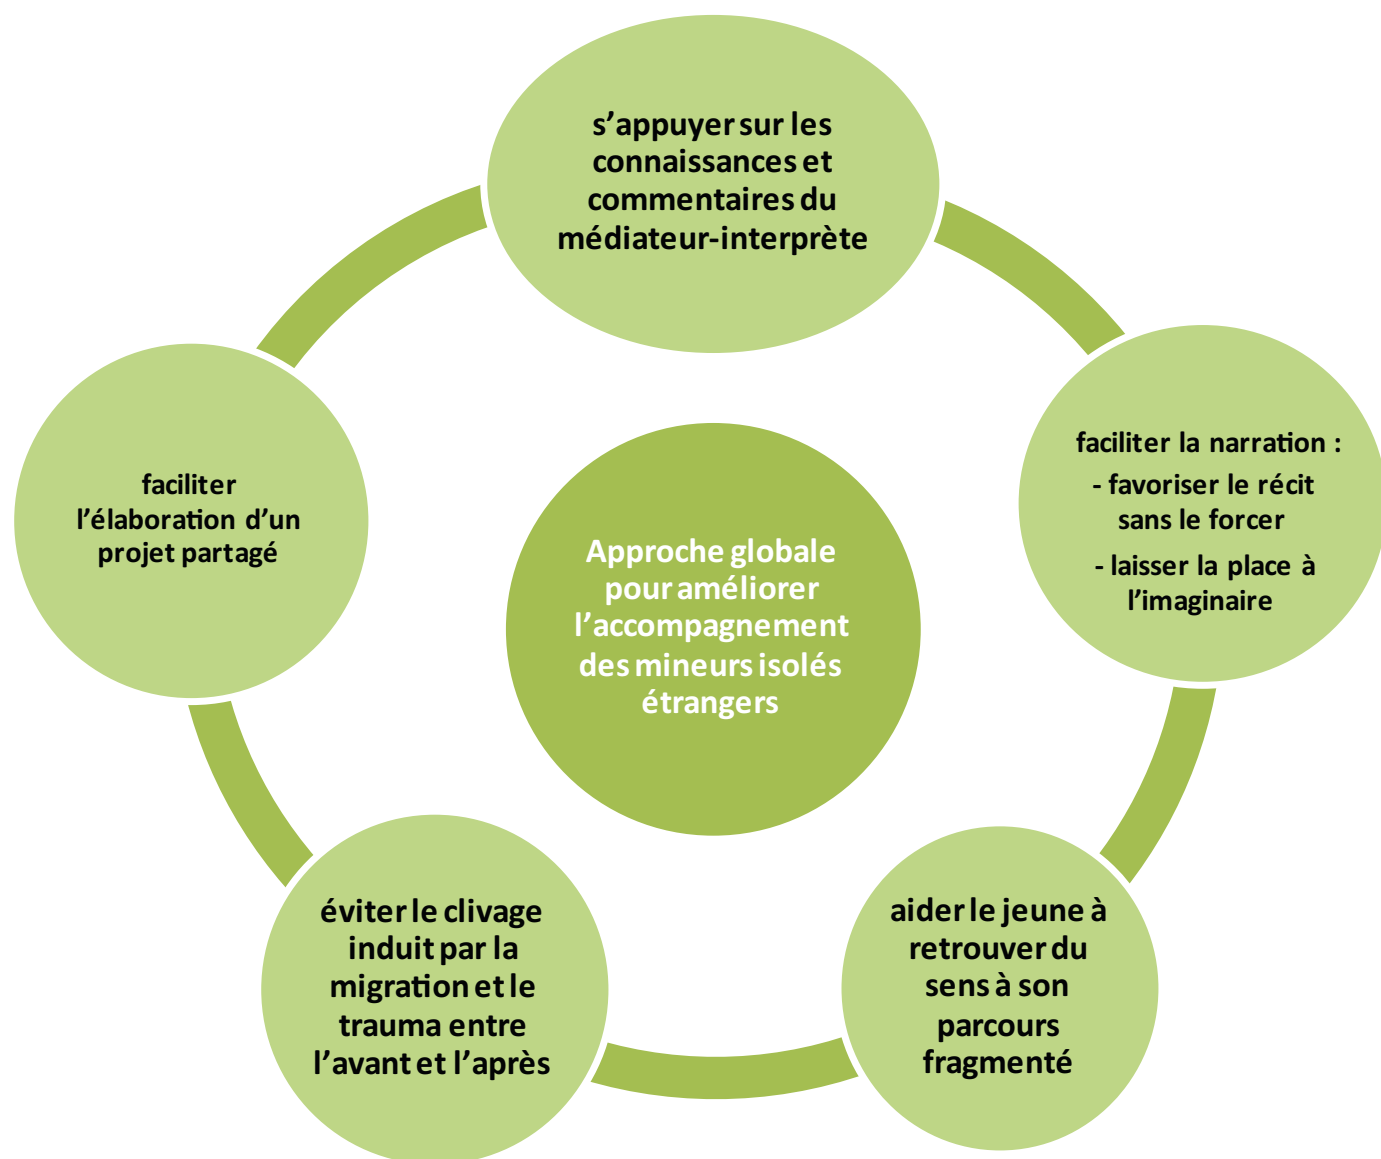 s’appuyer sur les
connaissances et
commentaires du
médiateur-interprète
faciliter la narration :
- favoriser le récit
sans le forcer
- laisser la place à
l’imaginaire
aider le jeune à
retrouver du
sens à son
parcours
fragmenté
éviter le clivage
induit par la
migration et le
trauma entre
l’avant et l’après
faciliter
l’élaboration d’un
projet partagé
Approche globale
pour améliorer
l’accompagnement
des mineurs isolés
étrangers